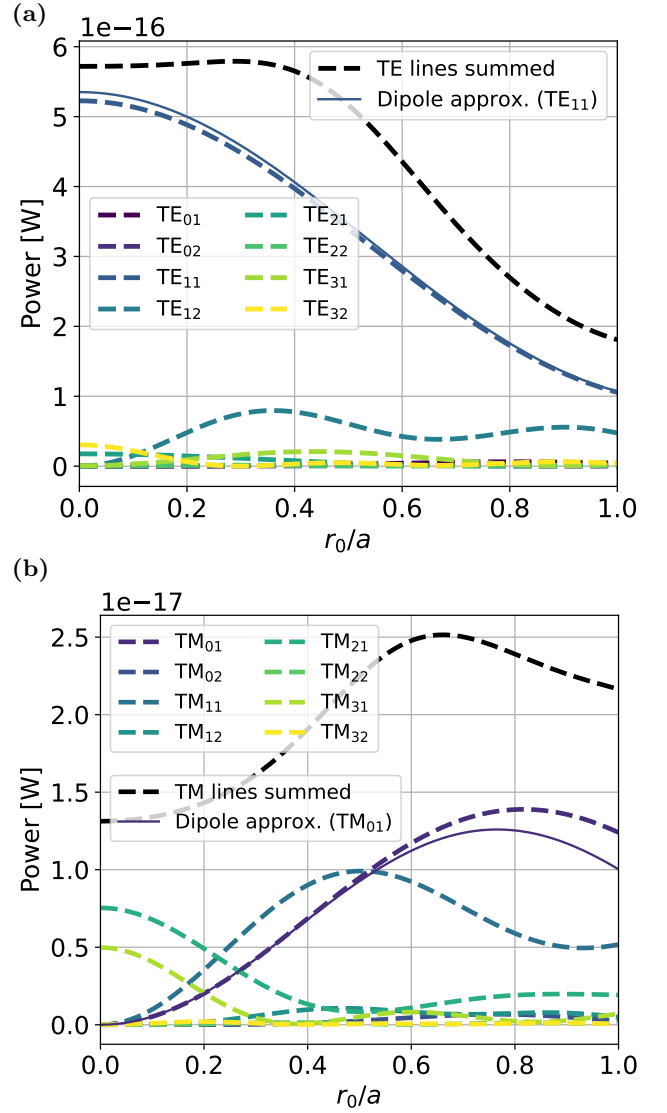 (a)
1e−16
6
5
4
3
2
1
0
Power [W]
TE lines summed
Dipole approx. (TE₁₁)
TE₀₁ TE₂₁
TE₀₂ TE₂₂
TE₁₁ TE₃₁
TE₁₂ TE₃₂
0.0 0.2 0.4 0.6 0.8 1.0
r₀/a
(b)
1e−17
2.5
2.0
1.5
1.0
0.5
0.0
Power [W]
TM₀₁ TM₂₁
TM₀₂ TM₂₂
TM₁₁ TM₃₁
TM₁₂ TM₃₂
TM lines summed
Dipole approx. (TM₀₁)
0.0 0.2 0.4 0.6 0.8 1.0
r₀/a